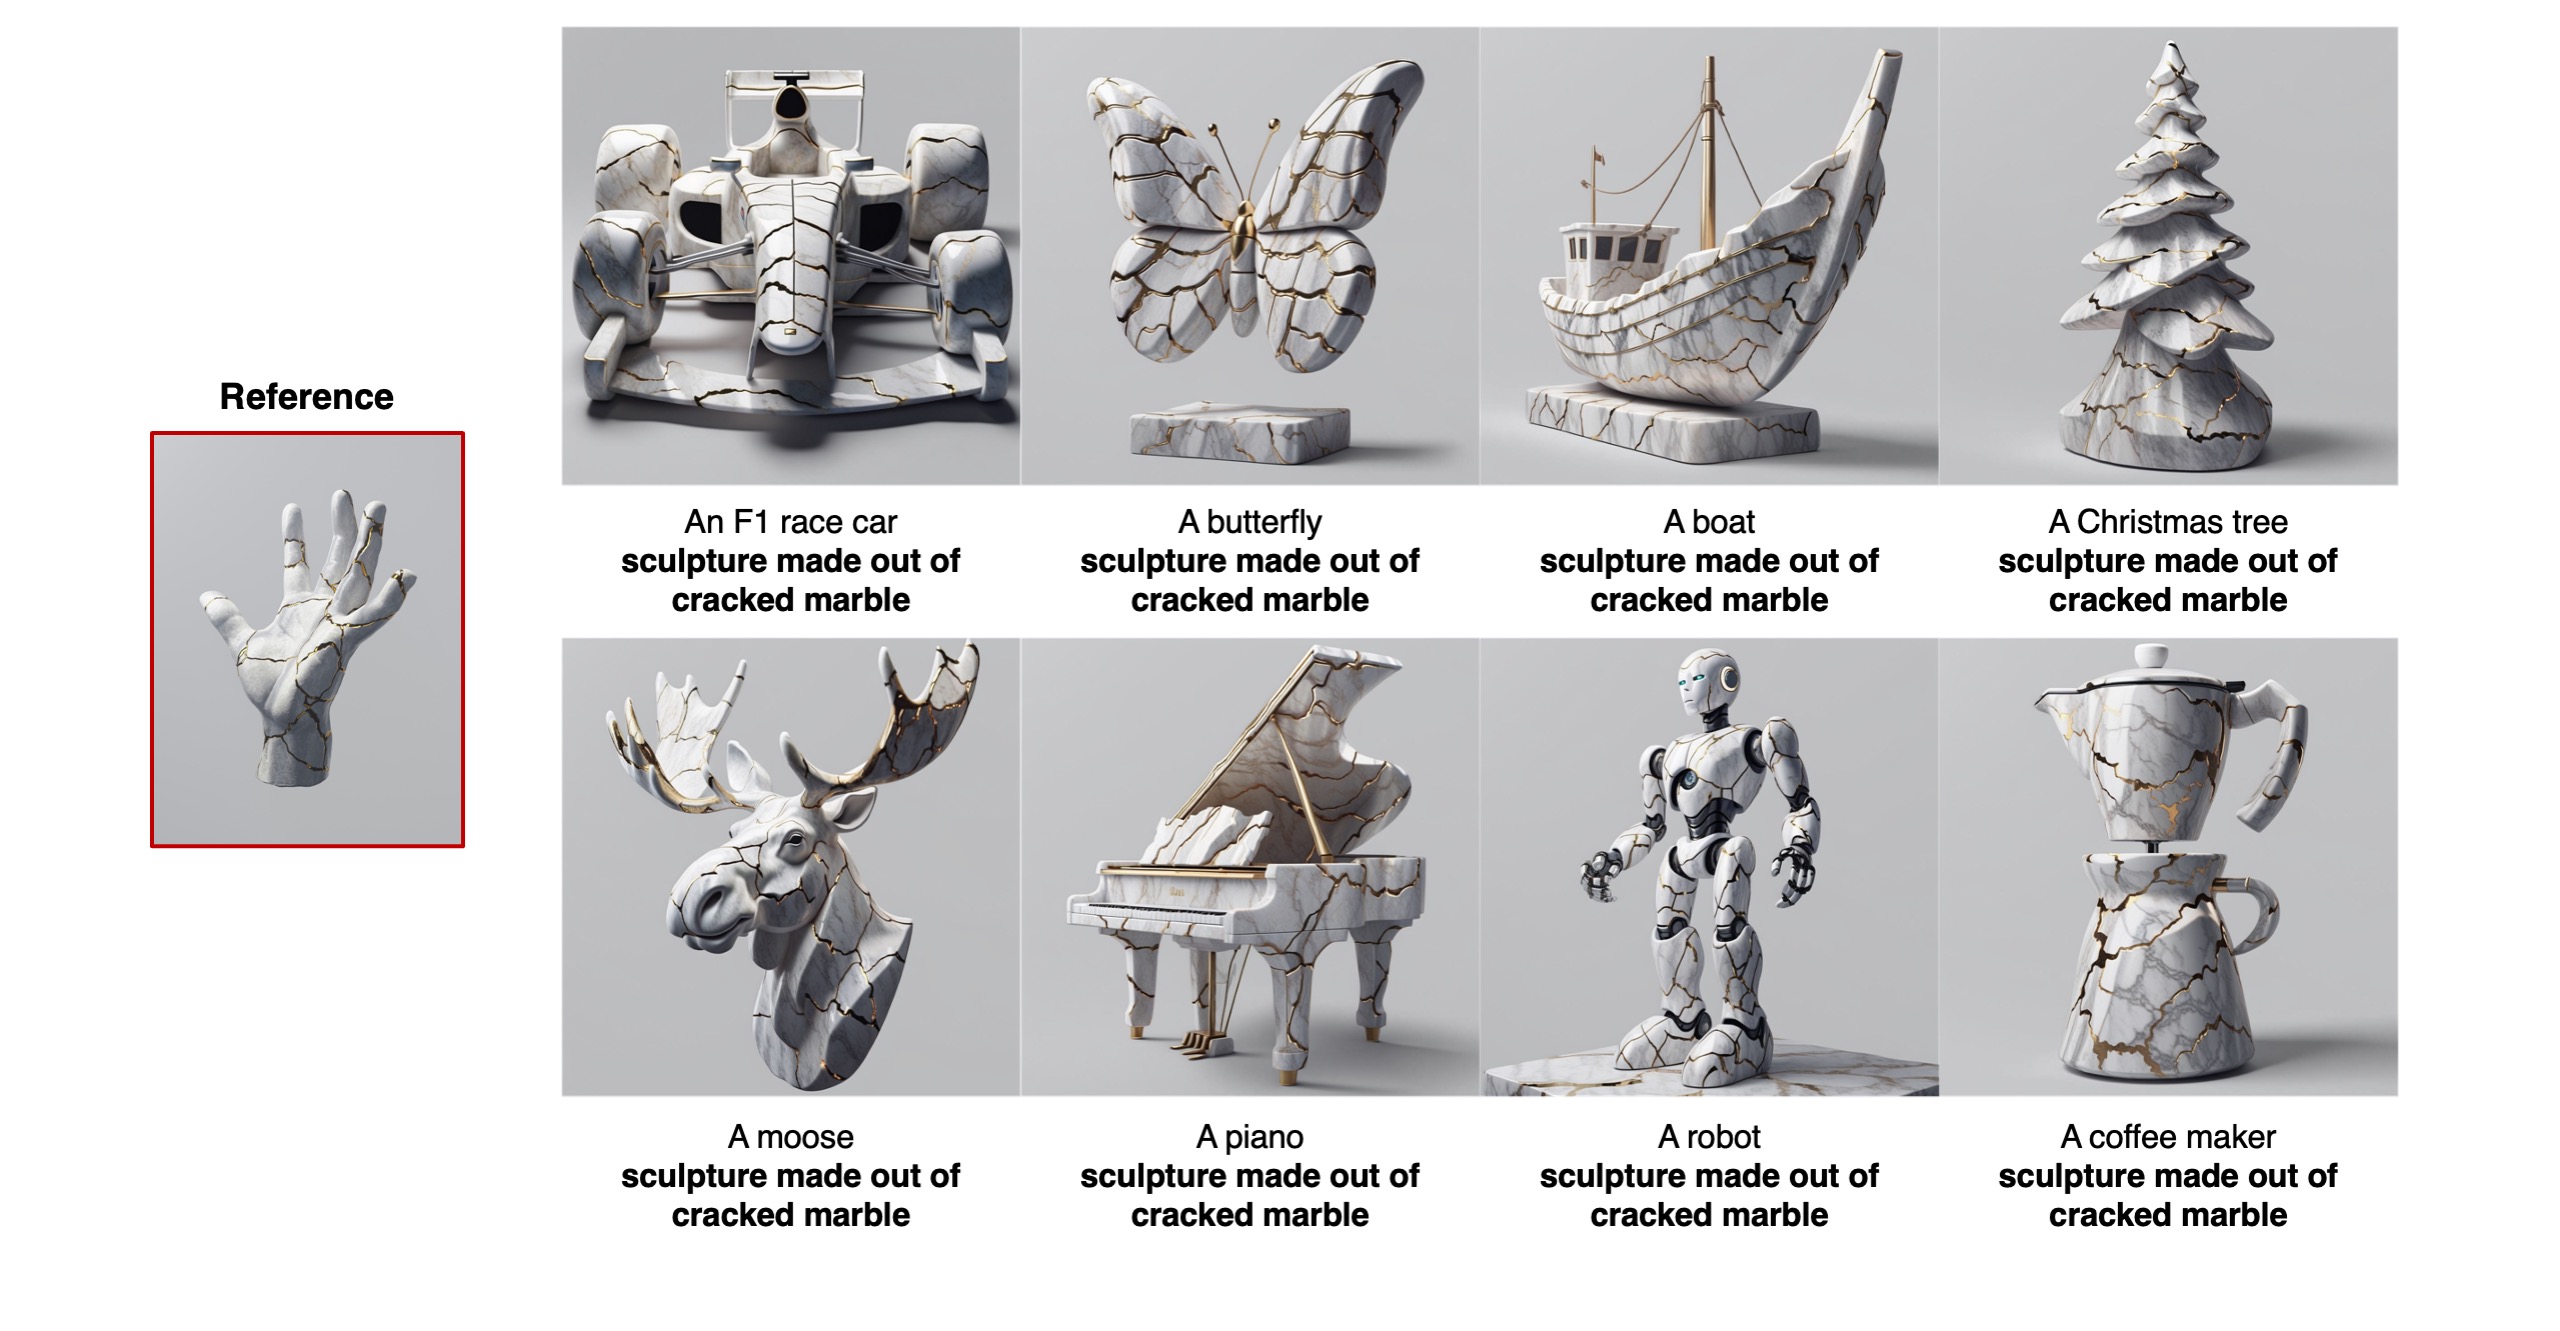 Reference
An F1 race car
sculpture made out of
cracked marble
A butterfly
sculpture made out of
cracked marble
A boat
sculpture made out of
cracked marble
A Christmas tree
sculpture made out of
cracked marble
A moose
sculpture made out of
cracked marble
A piano
sculpture made out of
cracked marble
A robot
sculpture made out of
cracked marble
A coffee maker
sculpture made out of
cracked marble